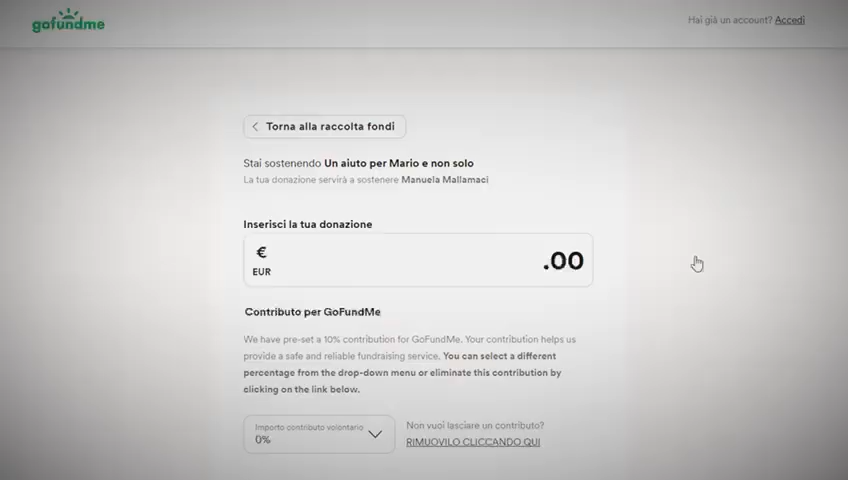 gofundme
Hai già un account? Accedi
Torna alla raccolta fondi
Stai sostenendo Un aiuto per Mario e non solo
La tua donazione servirà a sostenere Manuela Mallamaci
Inserisci la tua donazione
€
.00
EUR
Contributo per GoFundMe
We have pre-set a 10% contribution for GoFundMe. Your contribution helps us
provide a safe and reliable fundraising service. You can select a different
percentage from the drop-down menu or eliminate this contribution by
clicking on the link below.
Importo contributo volontario
0%
Non vuoi lasciare un contributo?
RIMUOVILO CLICCANDO QUI